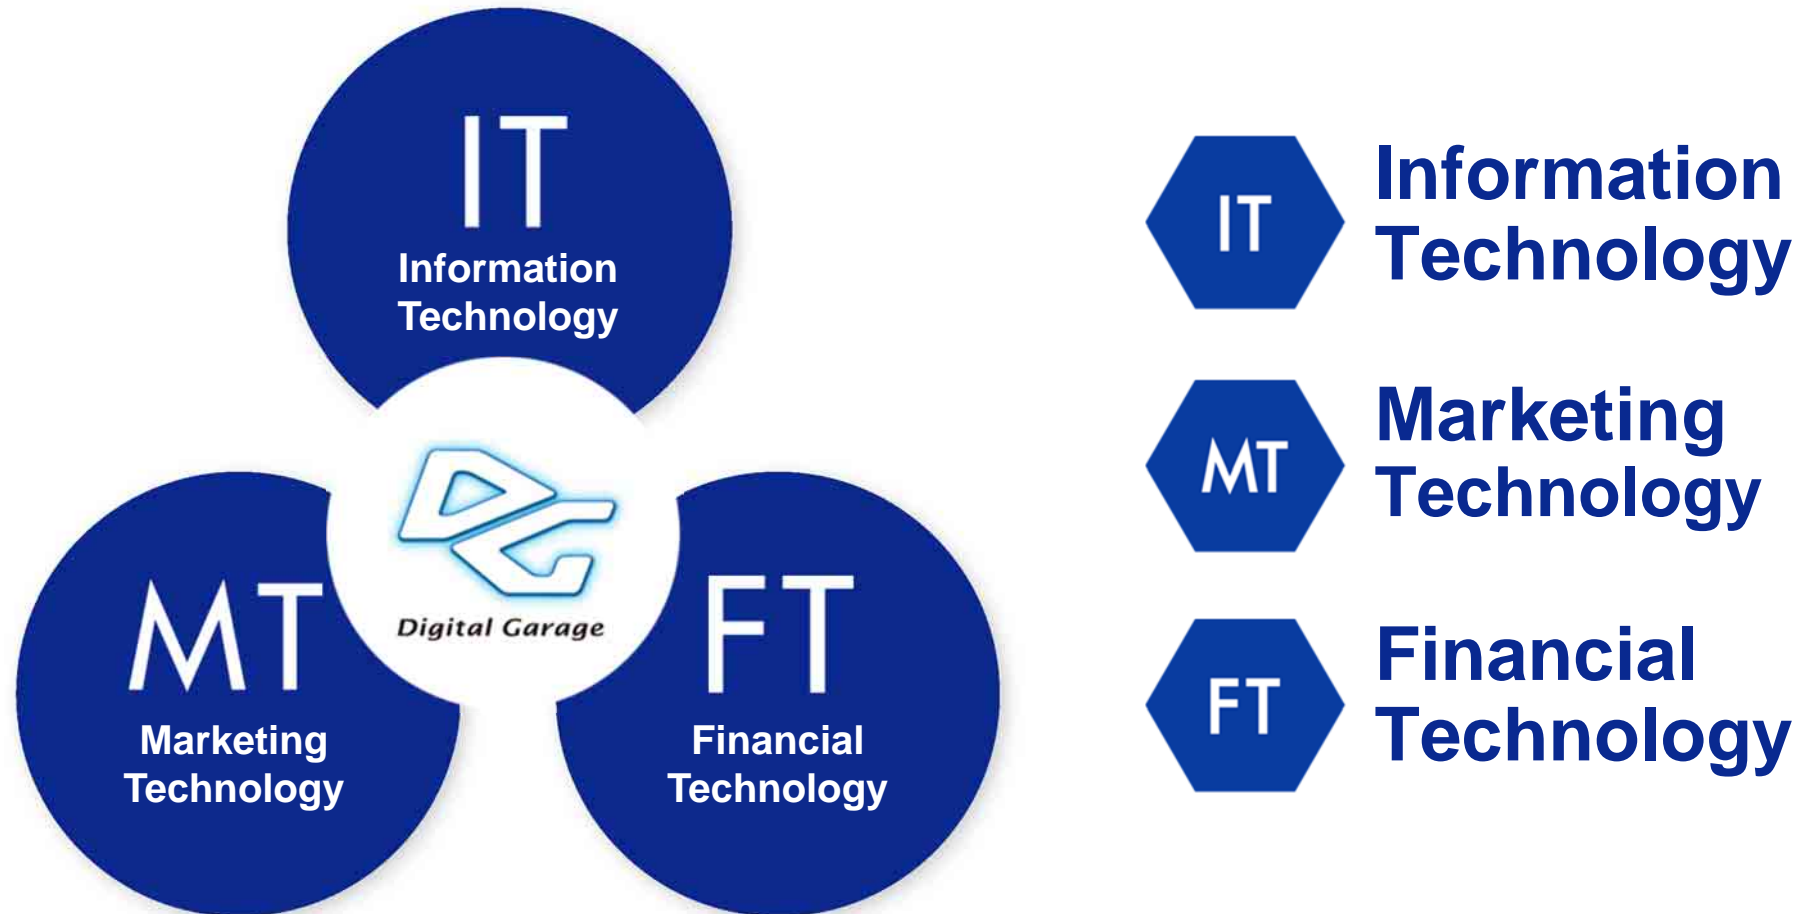 IT
Information
Technology
DG
Digital Garage
MT
Marketing
Technology
FT
Financial
Technology
IT
Information
Technology
MT
Marketing
Technology
FT
Financial
Technology